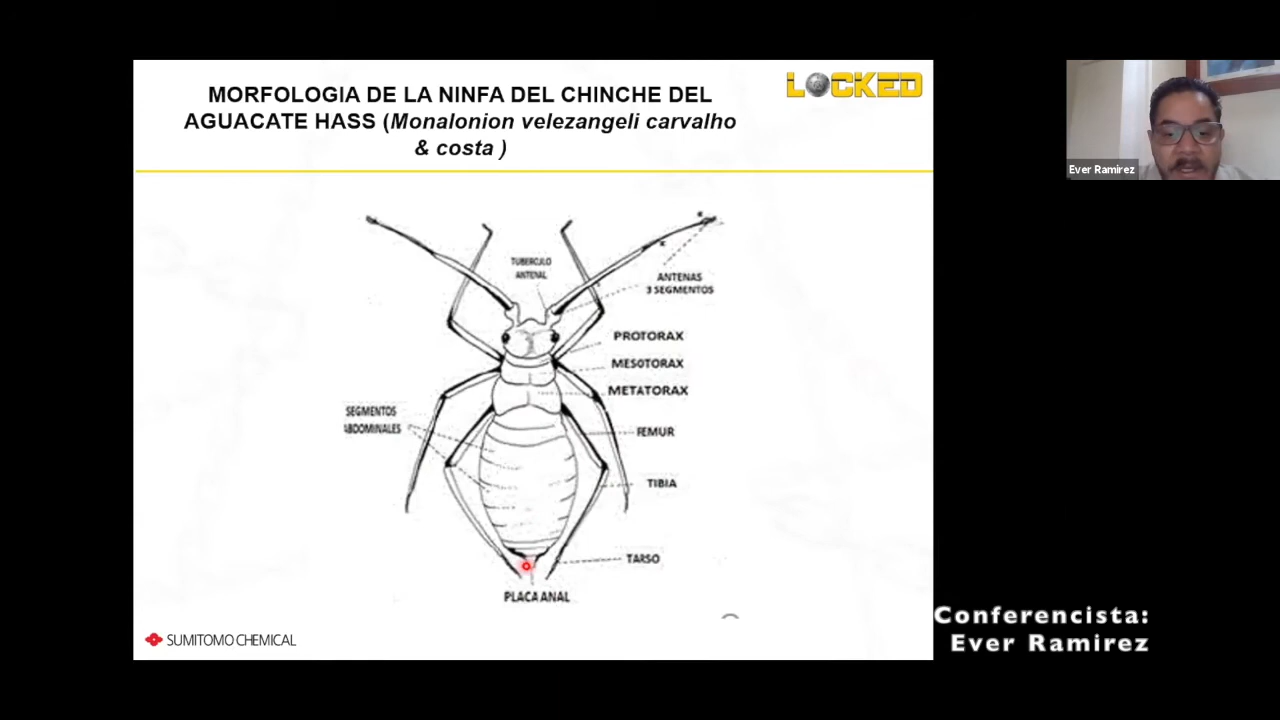 MORFOLOGIA DE LA NINFA DEL CHINCHE DEL
AGUACATE HASS (Monalonion velezangeli carvalho
& costa )
LOCKED
Ever Ramirez
TUBERCULO
ANTENAL
ANTENAS
3 SEGMENTOS
PROTORAX
MESOTORAX
METATORAX
SEGMENTOS
ABDOMINALES
FEMUR
TIBIA
TARSO
PLACA ANAL
SUMITOMO CHEMICAL
Conferencista:
Ever Ramirez